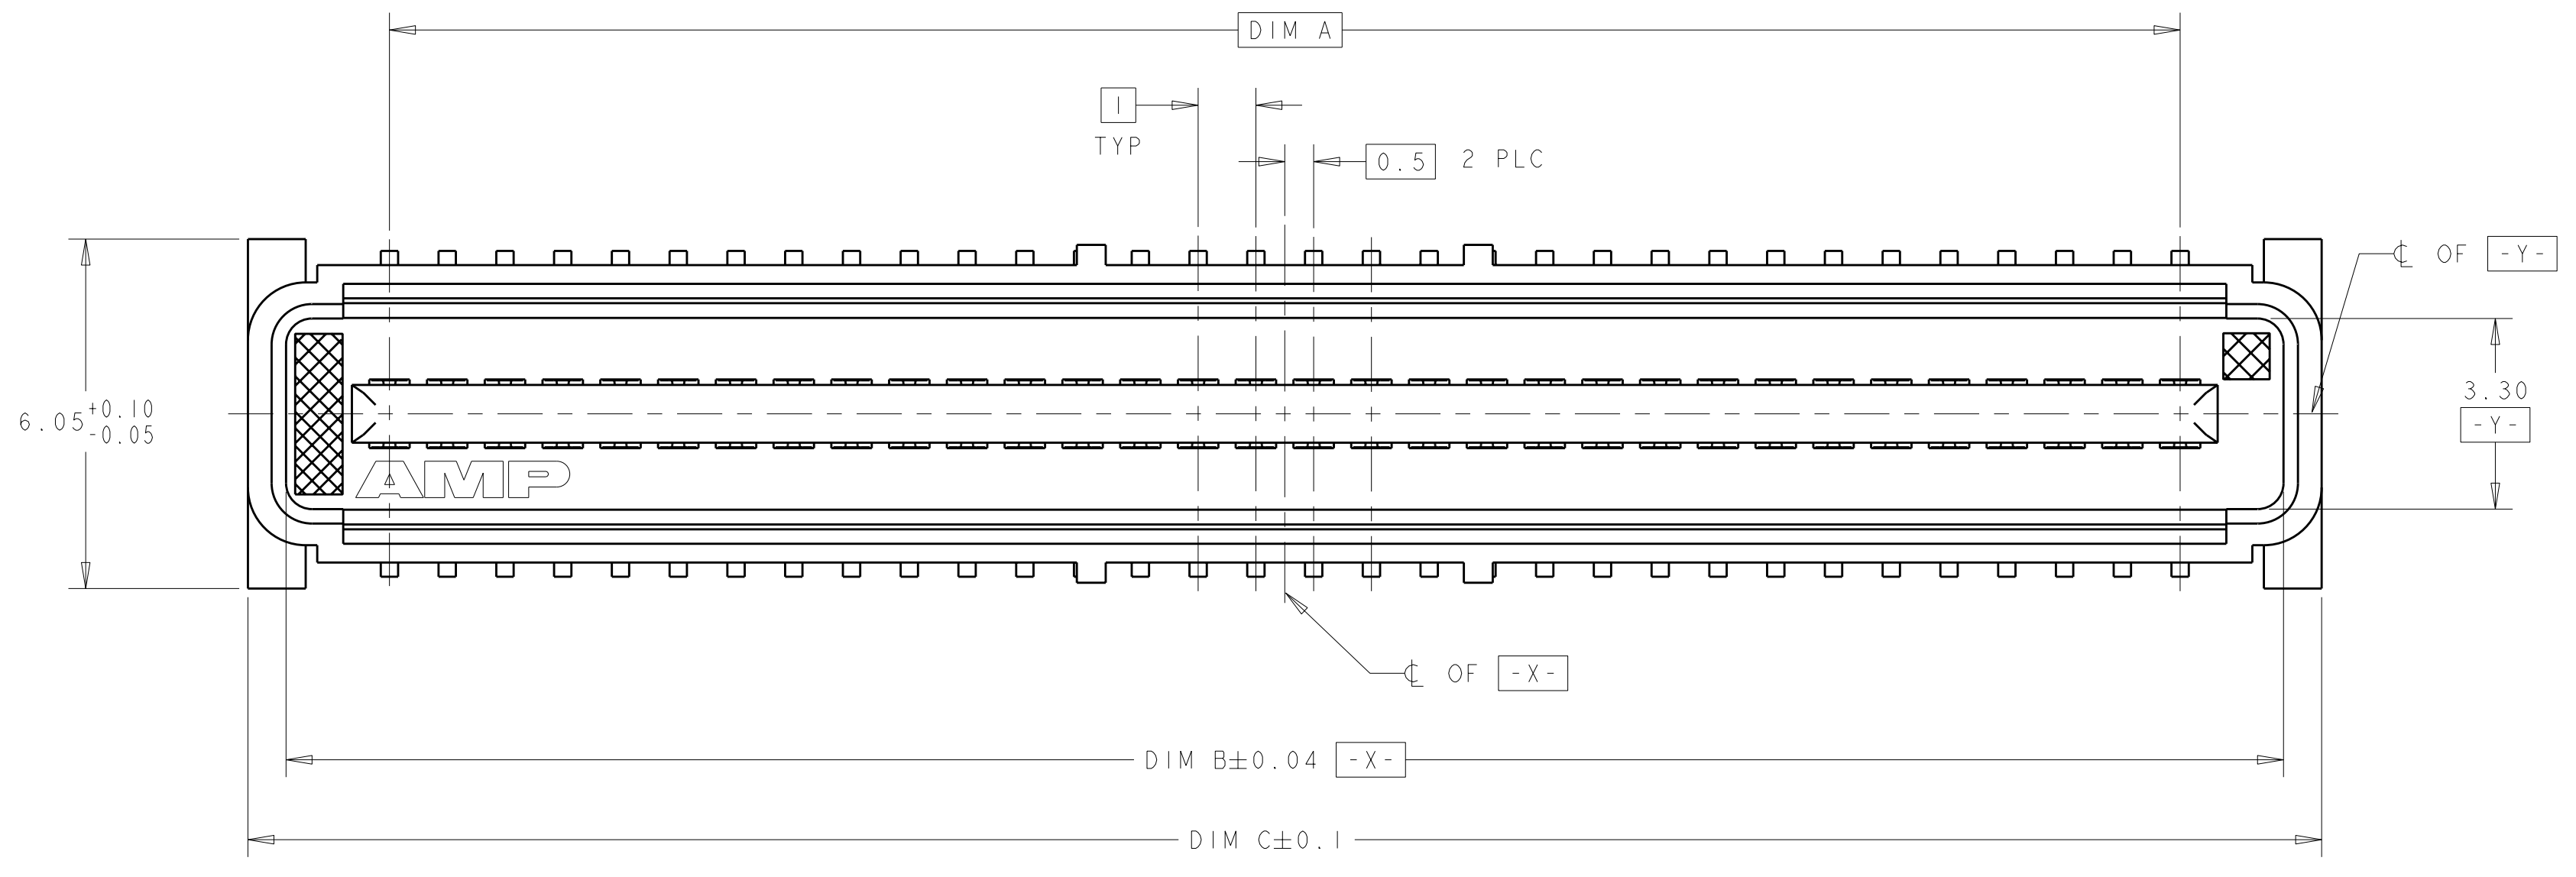 DIM A
1
TYP
0.5 2 PLC
℄ OF -Y-
6.05 +0.10 -0.05
3.30
-Y-
AMP
℄ OF -X-
DIM B±0.04 -X-
DIM C±0.1